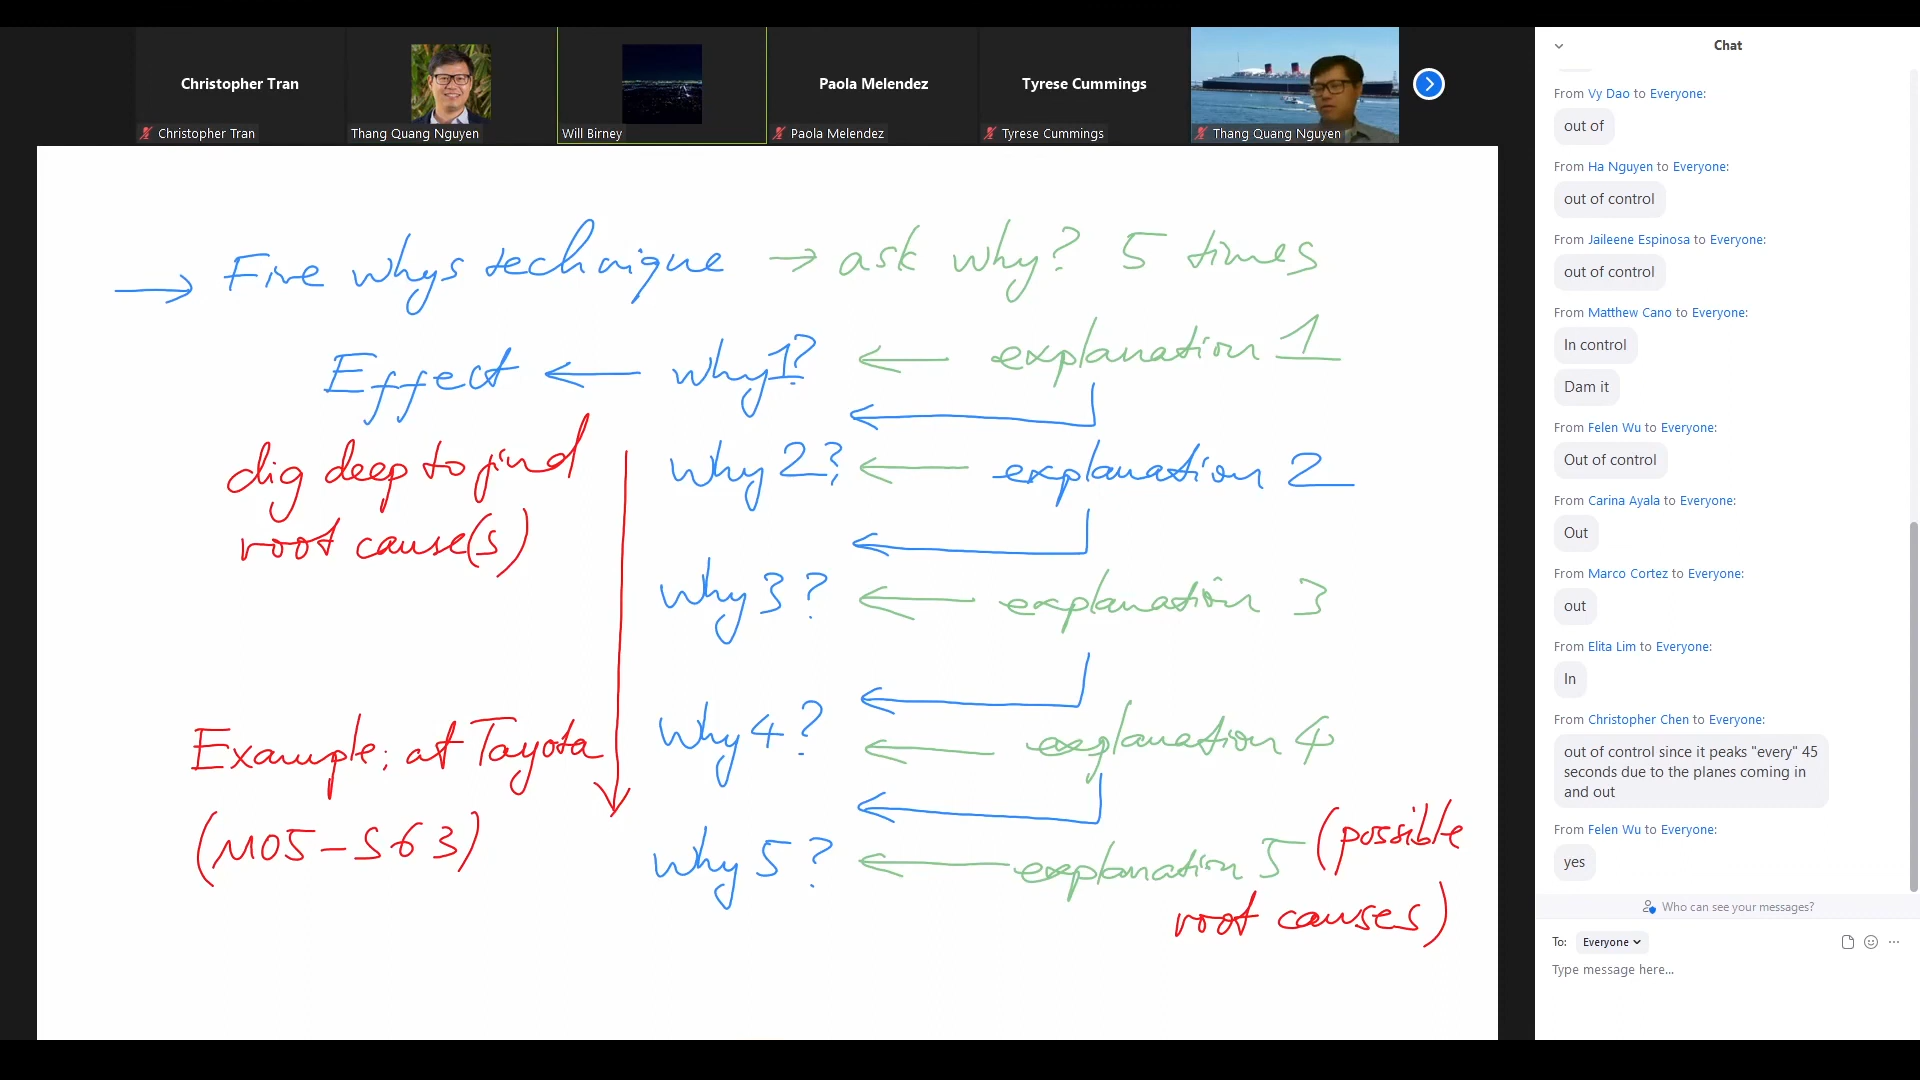 Christopher Tran
Paola Melendez
Tyrese Cummings
Christopher Tran
Thang Quang Nguyen
Will Birney
Paola Melendez
Tyrese Cummings
Thang Quang Nguyen
→ Five whys technique → ask why? 5 times
Effect ← why 1? ← explanation 1
dig deep to find
root cause(s)
why 2? ← explanation 2
why 3? ← explanation 3
Example: at Toyota
(M05-S63)
why 4? ← explanation 4
why 5? ← explanation 5 (possible
root causes)
Chat
From Vy Dao to Everyone:
out of
From Ha Nguyen to Everyone:
out of control
From Jaileene Espinosa to Everyone:
out of control
From Matthew Cano to Everyone:
In control
Dam it
From Felen Wu to Everyone:
Out of control
From Carina Ayala to Everyone:
Out
From Marco Cortez to Everyone:
out
From Elita Lim to Everyone:
In
From Christopher Chen to Everyone:
out of control since it peaks "every" 45
seconds due to the planes coming in
and out
From Felen Wu to Everyone:
yes
Who can see your messages?
To: Everyone
Type message here...